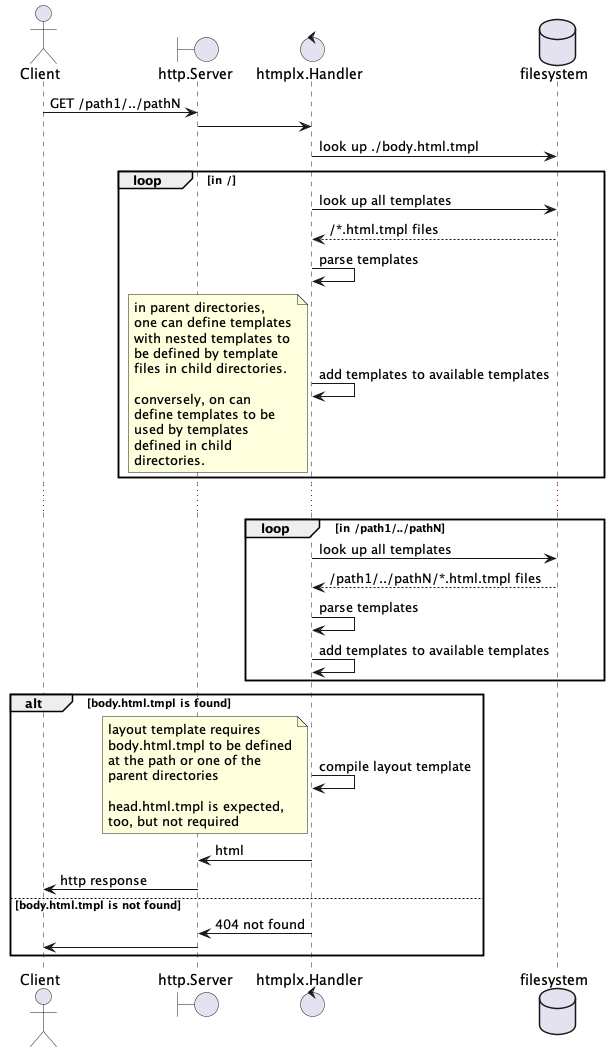 Client
http.Server
htmplx.Handler
filesystem
GET /path1/../pathN
look up ./body.html.tmpl
loop
[in /]
look up all templates
/*.html.tmpl files
parse templates
in parent directories,
one can define templates
with nested templates to
be defined by template
files in child directories.
conversely, on can
define templates to be
used by templates
defined in child
directories.
add templates to available templates
loop
[in /path1/../pathN]
look up all templates
/path1/../pathN/*.html.tmpl files
parse templates
add templates to available templates
alt
[body.html.tmpl is found]
layout template requires
body.html.tmpl to be defined
at the path or one of the
parent directories
head.html.tmpl is expected,
too, but not required
compile layout template
html
http response
[body.html.tmpl is not found]
404 not found
Client
http.Server
htmplx.Handler
filesystem